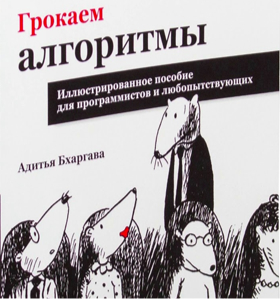 Грокаем
алгоритмы
Иллюстрированное пособие
для программистов и любопытствующих
Адитья Бхаргава